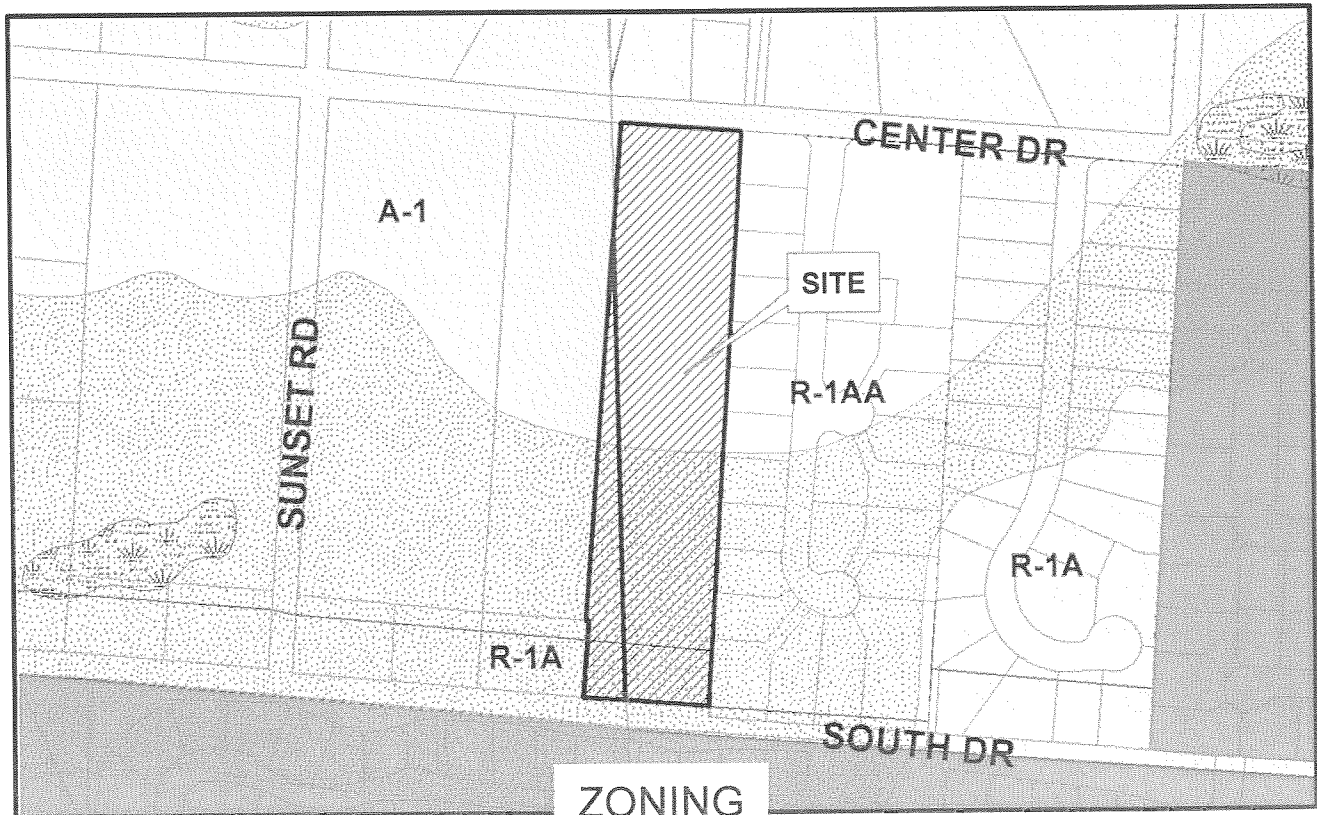 CENTER DR
A-1
SITE
SUNSET RD
R-1AA
R-1A
R-1A
SOUTH DR
ZONING